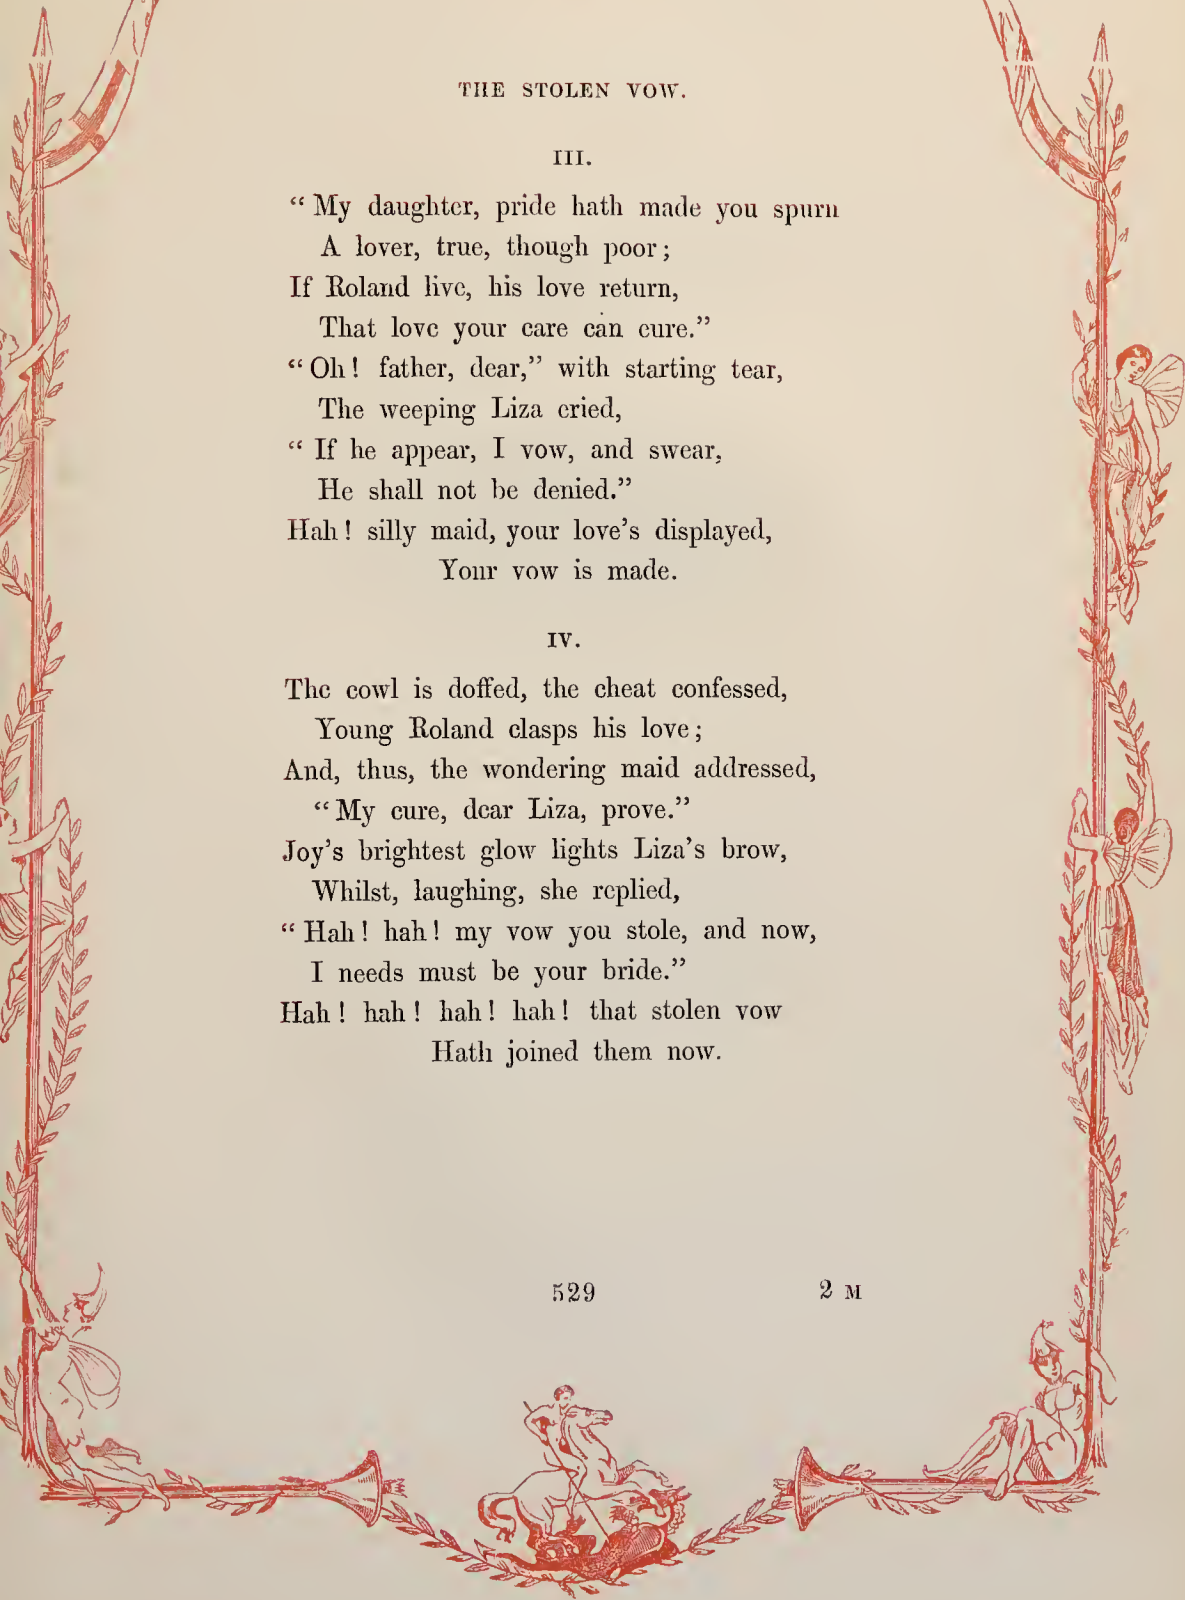 THE STOLEN VOW.
III.
“ My daughter, pride hath made you spurn
A lover, true, though poor;
If Roland live, his love return,
That love your care can cure.”
“ Oh! father, dear,” with starting tear,
The weeping Liza cried,
“ If he appear, I vow, and swear,
He shall not be denied.”
Hah! silly maid, your love’s displayed,
Your vow is made.
IV.
The cowl is doffed, the cheat confessed,
Young Roland clasps his love;
And, thus, the wondering maid addressed,
“ My cure, dear Liza, prove.”
Joy’s brightest glow lights Liza’s brow,
Whilst, laughing, she replied,
“ Hah! hah! my vow you stole, and now,
I needs must be your bride.”
Hah! hah! hah! hah! that stolen vow
Hath joined them now.
529 2 M